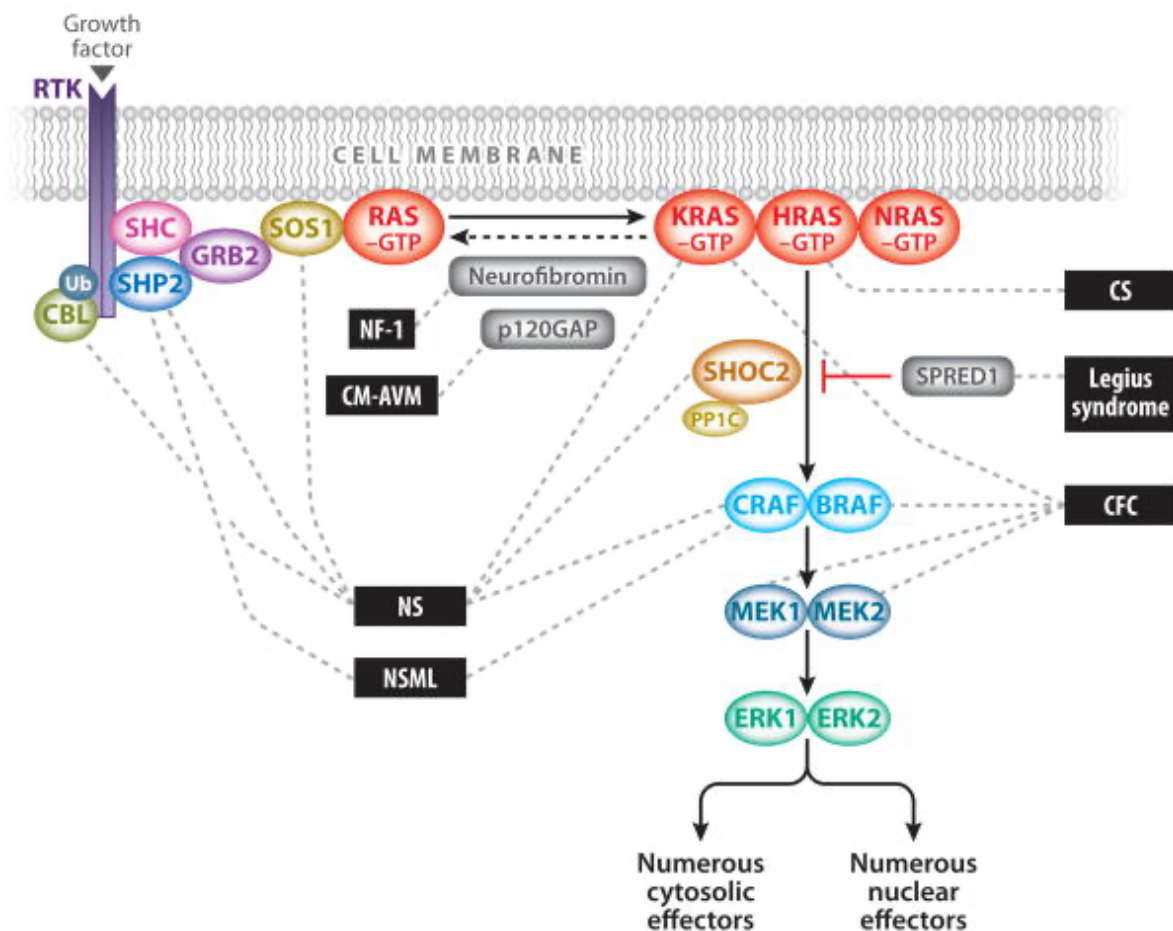 Growth
factor
RTK
CELL MEMBRANE
SHC
GRB2
SOS1
RAS
–GTP
KRAS
–GTP
HRAS
–GTP
NRAS
–GTP
Ub
SHP2
CBL
Neurofibromin
NF-1
p120GAP
CM-AVM
CS
SHOC2
PP1C
SPRED1
Legius
syndrome
CRAF
BRAF
CFC
NS
MEK1
MEK2
NSML
ERK1
ERK2
Numerous
cytosolic
effectors
Numerous
nuclear
effectors